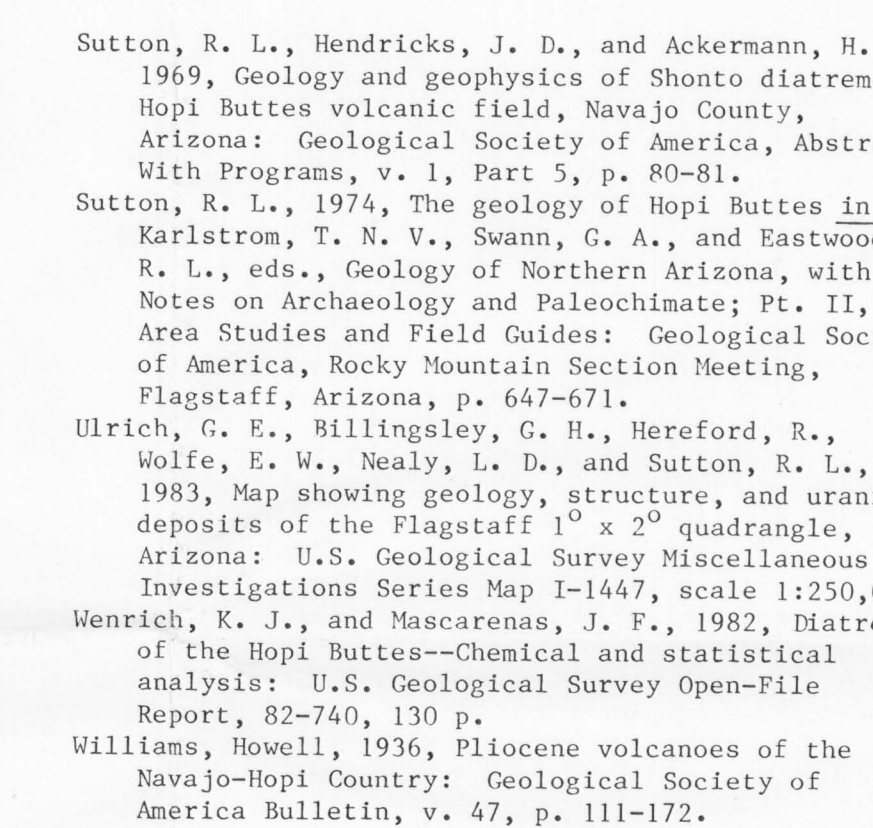 Sutton, R. L., Hendricks, J. D., and Ackermann, H.
1969, Geology and geophysics of Shonto diatrem
Hopi Buttes volcanic field, Navajo County,
Arizona: Geological Society of America, Abstr
With Programs, v. 1, Part 5, p. 80-81.
Sutton, R. L., 1974, The geology of Hopi Buttes in
Karlstrom, T. N. V., Swann, G. A., and Eastwood
R. L., eds., Geology of Northern Arizona, with
Notes on Archaeology and Paleochimate; Pt. II,
Area Studies and Field Guides: Geological Soc
of America, Rocky Mountain Section Meeting,
Flagstaff, Arizona, p. 647-671.
Ulrich, G. E., Billingsley, G. H., Hereford, R.,
Wolfe, E. W., Nealy, L. D., and Sutton, R. L.,
1983, Map showing geology, structure, and urani
deposits of the Flagstaff 1° x 2° quadrangle,
Arizona: U.S. Geological Survey Miscellaneous
Investigations Series Map I-1447, scale 1:250,
Wenrich, K. J., and Mascarenas, J. F., 1982, Diatre
of the Hopi Buttes--Chemical and statistical
analysis: U.S. Geological Survey Open-File
Report, 82-740, 130 p.
Williams, Howell, 1936, Pliocene volcanoes of the
Navajo-Hopi Country: Geological Society of
America Bulletin, v. 47, p. 111-172.